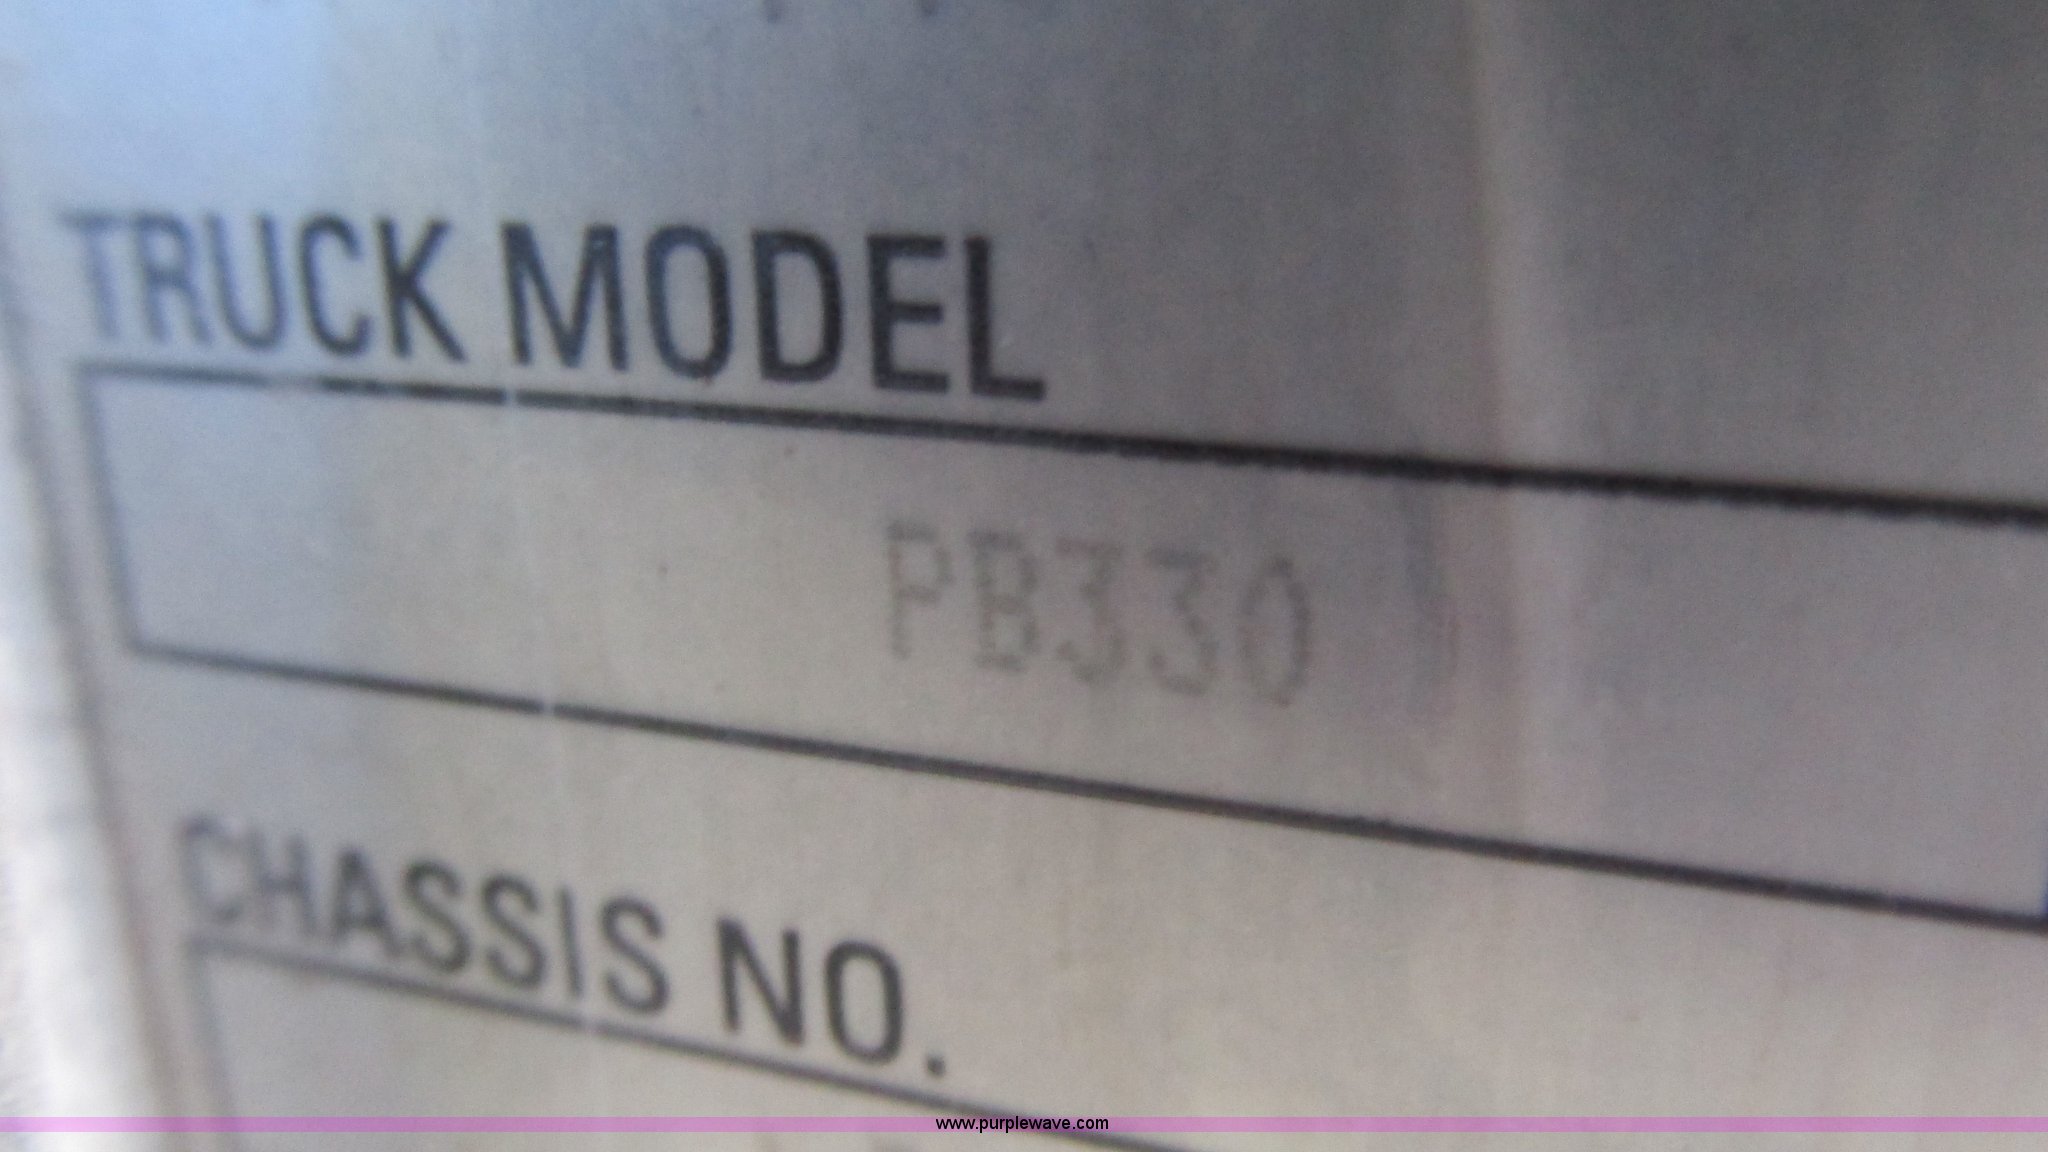 TRUCK MODEL
PB330
CHASSIS NO.
www.purplewave.com